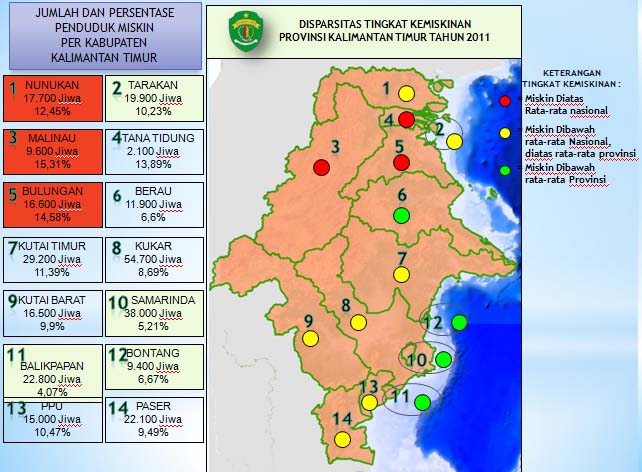 JUMLAH DAN PERSENTASE
PENDUDUK MISKIN
PER KABUPATEN
KALIMANTAN TIMUR
1 NUNUKAN
17.700 Jiwa
12,45%
2 TARAKAN
19.900 Jiwa
10,23%
3 MALINAU
9.600 Jiwa
15,31%
4 TANA TIDUNG
2.100 Jiwa
13,89%
5 BULUNGAN
16.600 Jiwa
14,58%
6 BERAU
11.900 Jiwa
6,6%
7 KUTAI TIMUR
29.200 Jiwa
11,39%
8 KUKAR
54.700 Jiwa
8,69%
9 KUTAI BARAT
16.500 Jiwa
9,9%
10 SAMARINDA
38.000 Jiwa
5,21%
11
BALIKPAPAN
22.800 Jiwa
4,07%
12 BONTANG
9.400 Jiwa
6,67%
13 PPU
15.000 Jiwa
10,47%
14 PASER
22.100 Jiwa
9,49%
DISPARSITAS TINGKAT KEMISKINAN
PROVINSI KALIMANTAN TIMUR TAHUN 2011
1
2
4
3
5
6
7
8
12
9
10
13
11
14
KETERANGAN
TINGKAT KEMISKINAN :
= Miskin Diatas
Rata-rata nasional
= Miskin Dibawah
rata-rata Nasional,
diatas rata-rata provinsi
= Miskin Dibawah
rata-rata Provinsi